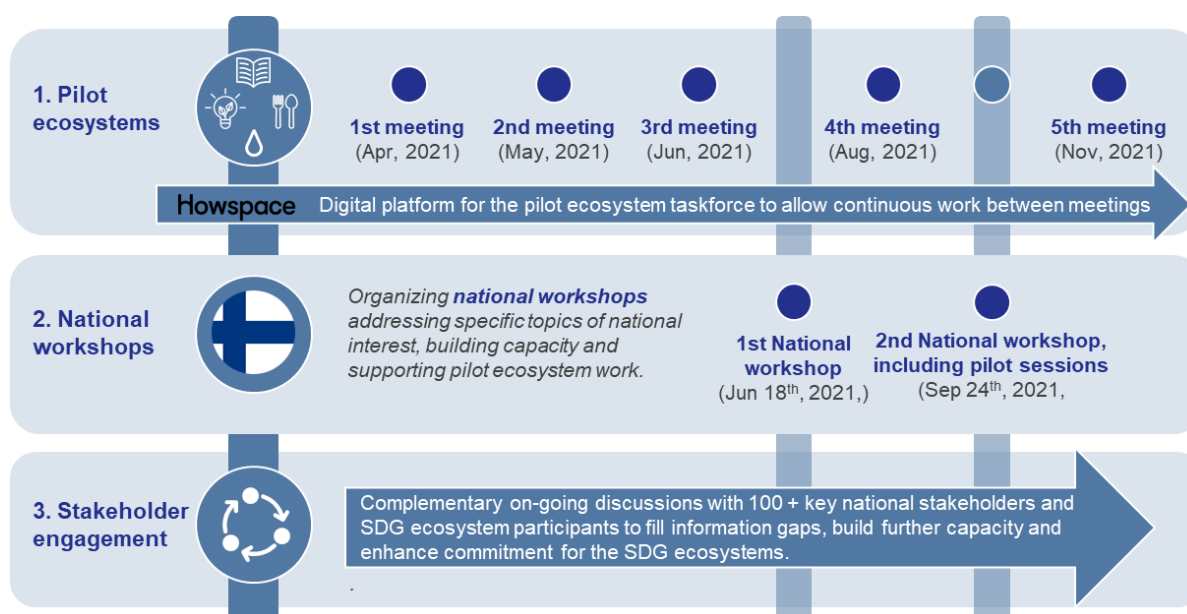 1. Pilot
ecosystems
1st meeting
(Apr, 2021)
2nd meeting
(May, 2021)
3rd meeting
(Jun, 2021)
4th meeting
(Aug, 2021)
5th meeting
(Nov, 2021)
Howspace Digital platform for the pilot ecosystem taskforce to allow continuous work between meetings
2. National
workshops
Organizing national workshops
addressing specific topics of national
interest, building capacity and
supporting pilot ecosystem work.
1st National
workshop
(Jun 18th, 2021,)
2nd National workshop,
including pilot sessions
(Sep 24th, 2021,
3. Stakeholder
engagement
Complementary on-going discussions with 100 + key national stakeholders and
SDG ecosystem participants to fill information gaps, build further capacity and
enhance commitment for the SDG ecosystems.
.